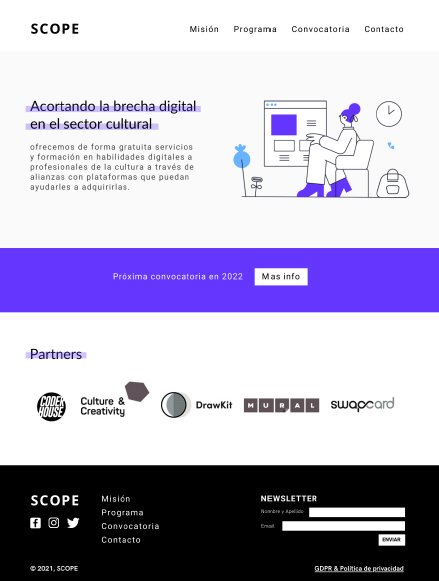 SCOPE
Misión Programa Convocatoria Contacto
Acortando la brecha digital
en el sector cultural
ofrecemos de forma gratuita servicios
y formación en habilidades digitales a
profesionales de la cultura a través de
alianzas con plataformas que puedan
ayudarles a adquirirlas.
Próxima convocatoria en 2022 Mas info
Partners
CODER
HOUSE
Culture &
Creativity
DrawKit
MURAL
swapcard
SCOPE
Misión
Programa
Convocatoria
Contacto
NEWSLETTER
Nombre y Apellido
Email
ENVIAR
© 2021, SCOPE
GDPR & Política de privacidad